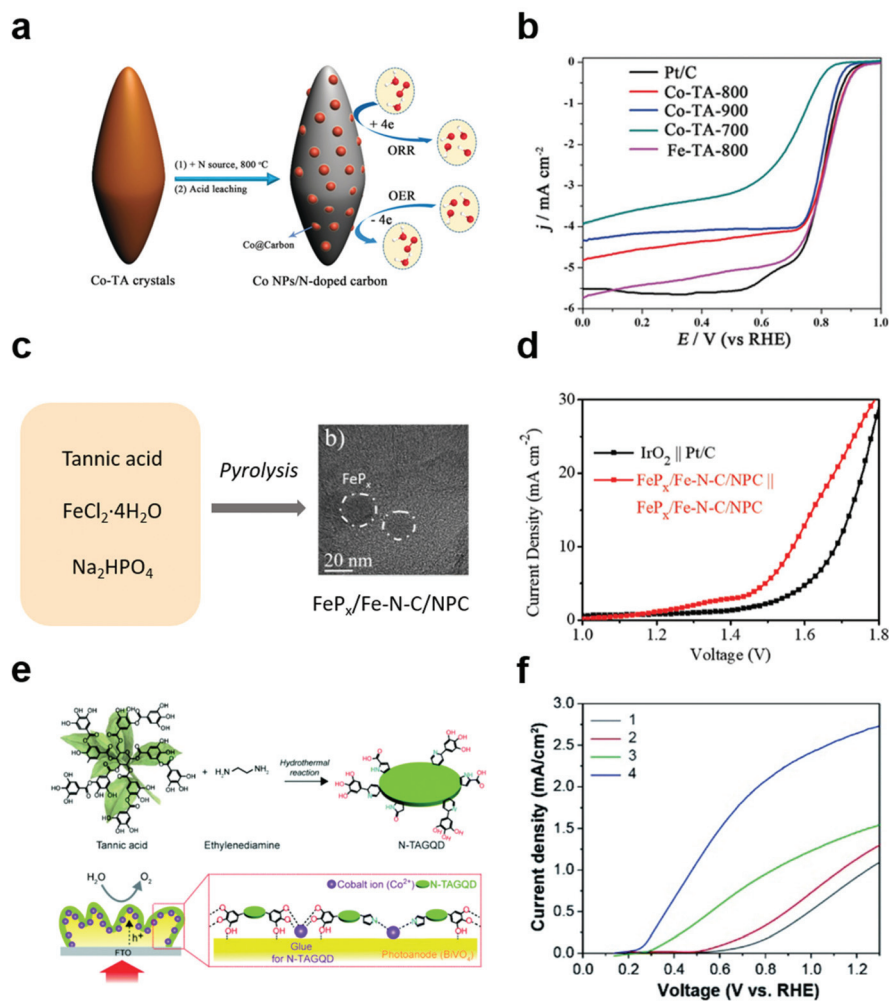 a
(1) + N source, 800 °C
(2) Acid leaching
+ 4e
ORR
OER
- 4e
Co@Carbon
Co-TA crystals
Co NPs/N-doped carbon
b
Pt/C
Co-TA-800
Co-TA-900
Co-TA-700
Fe-TA-800
0
-1
-2
-3
-4
-5
-6
j / mA cm⁻²
0.0 0.2 0.4 0.6 0.8 1.0
E / V (vs RHE)
c
Tannic acid
FeCl₂·4H₂O
Na₂HPO₄
Pyrolysis
b)
FePₓ
20 nm
FePₓ/Fe-N-C/NPC
d
IrO₂ || Pt/C
FePₓ/Fe-N-C/NPC ||
FePₓ/Fe-N-C/NPC
30
20
10
0
Current Density (mA cm⁻²)
1.0 1.2 1.4 1.6 1.8
Voltage (V)
e
Tannic acid
+
H₂N
NH₂
Ethylenediamine
Hydrothermal
reaction
N-TAGQD
H₂O
O₂
h⁺
FTO
Cobalt ion (Co²⁺)
N-TAGQD
Glue
for N-TAGQD
Photoanode (BiVO₄)
f
1
2
3
4
3.0
2.5
2.0
1.5
1.0
0.5
0.0
Current density (mA/cm²)
0.2 0.4 0.6 0.8 1.0 1.2
Voltage (V vs. RHE)